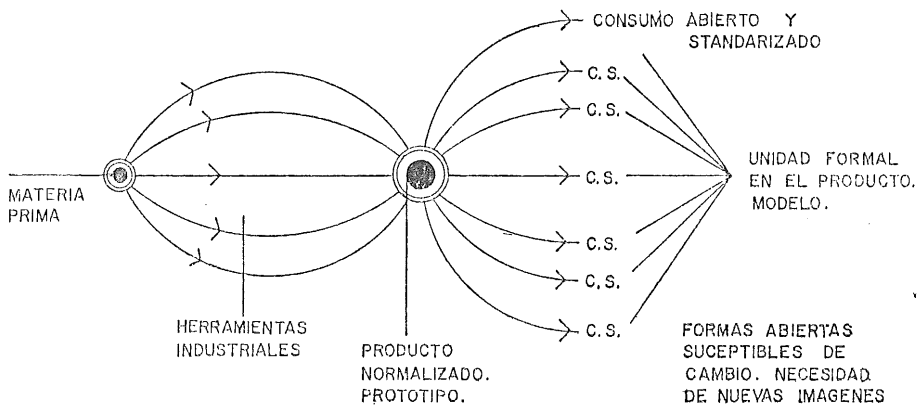 CONSUMO ABIERTO Y
STANDARIZADO
C.S.
C.S.
C.S.
C.S.
C.S.
C.S.
MATERIA
PRIMA
UNIDAD FORMAL
EN EL PRODUCTO.
MODELO.
HERRAMIENTAS
INDUSTRIALES
PRODUCTO
NORMALIZADO.
PROTOTIPO.
FORMAS ABIERTAS
SUCEPTIBLES DE
CAMBIO. NECESIDAD
DE NUEVAS IMAGENES